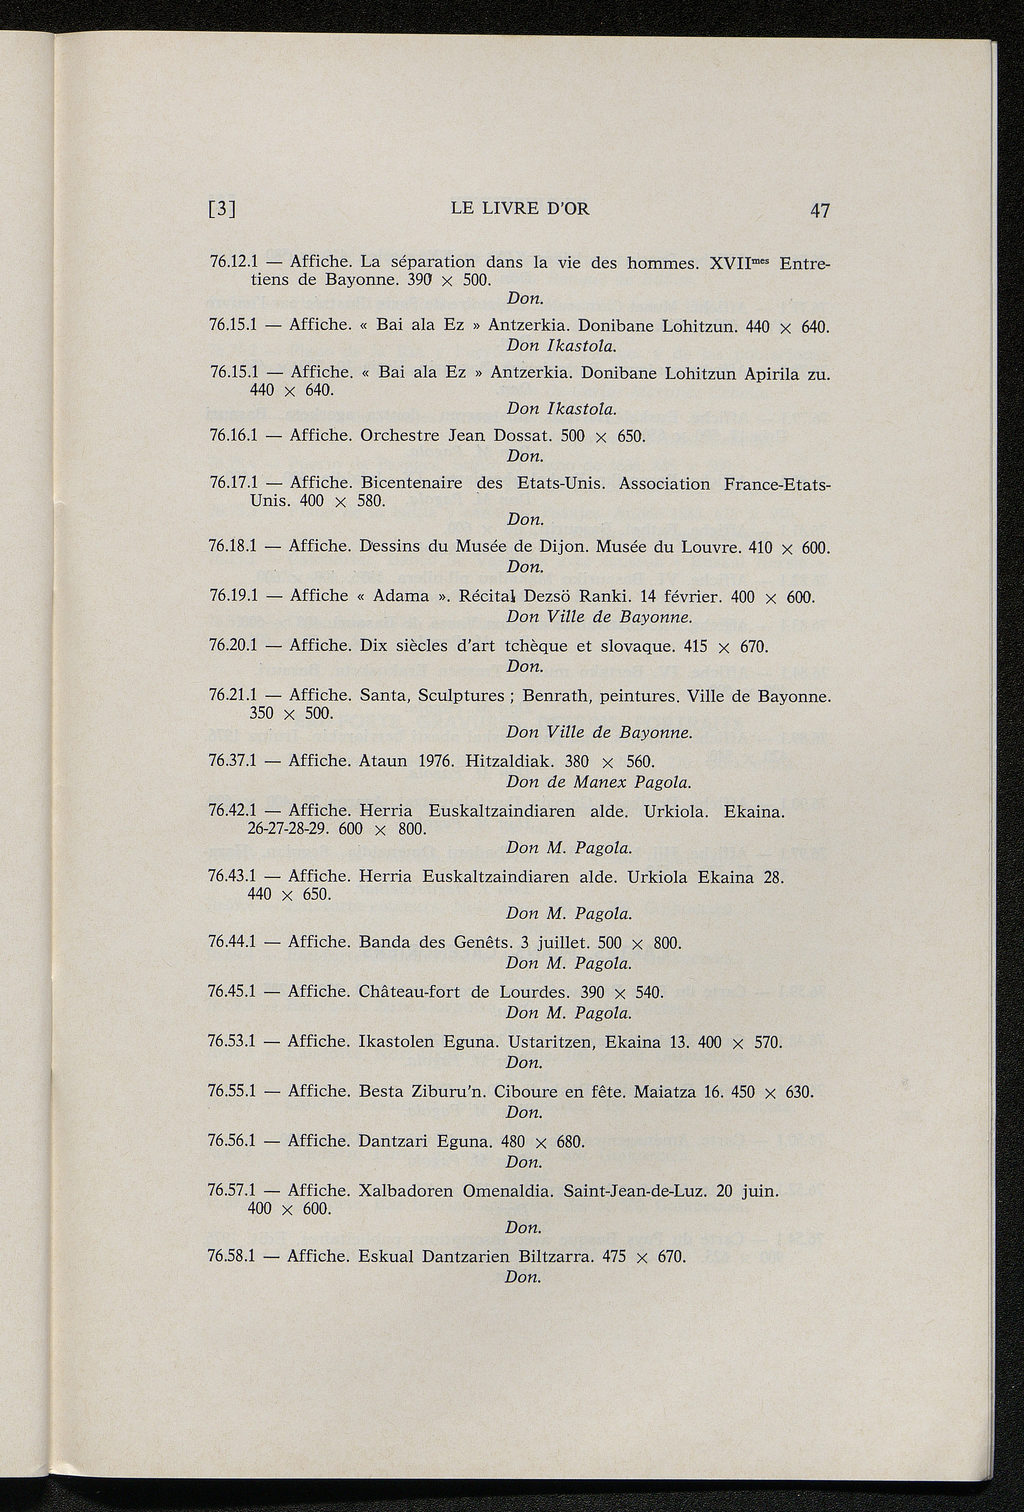 [3] LE LIVRE D'OR 47
76.12.1 — Affiche. La séparation dans la vie des hommes. XVIImes Entre-
tiens de Bayonne. 390 × 500.
Don.
76.15.1 — Affiche. « Bai ala Ez » Antzerkia. Donibane Lohitzun. 440 × 640.
Don Ikastola.
76.15.1 — Affiche. « Bai ala Ez » Antzerkia. Donibane Lohitzun Apirila zu.
440 × 640.
Don Ikastola.
76.16.1 — Affiche. Orchestre Jean Dossat. 500 × 650.
Don.
76.17.1 — Affiche. Bicentenaire des Etats-Unis. Association France-Etats-
Unis. 400 × 580.
Don.
76.18.1 — Affiche. Dessins du Musée de Dijon. Musée du Louvre. 410 × 600.
Don.
76.19.1 — Affiche « Adama ». Récital Dezsö Ranki. 14 février. 400 × 600.
Don Ville de Bayonne.
76.20.1 — Affiche. Dix siècles d'art tchèque et slovaque. 415 × 670.
Don.
76.21.1 — Affiche. Santa, Sculptures ; Benrath, peintures. Ville de Bayonne.
350 × 500.
Don Ville de Bayonne.
76.37.1 — Affiche. Ataun 1976. Hitzaldiak. 380 × 560.
Don de Manex Pagola.
76.42.1 — Affiche. Herria Euskaltzaindiaren alde. Urkiola. Ekaina.
26-27-28-29. 600 × 800.
Don M. Pagola.
76.43.1 — Affiche. Herria Euskaltzaindiaren alde. Urkiola Ekaina 28.
440 × 650.
Don M. Pagola.
76.44.1 — Affiche. Banda des Genêts. 3 juillet. 500 × 800.
Don M. Pagola.
76.45.1 — Affiche. Château-fort de Lourdes. 390 × 540.
Don M. Pagola.
76.53.1 — Affiche. Ikastolen Eguna. Ustaritzen, Ekaina 13. 400 × 570.
Don.
76.55.1 — Affiche. Besta Ziburu'n. Ciboure en fête. Maiatza 16. 450 × 630.
Don.
76.56.1 — Affiche. Dantzari Eguna. 480 × 680.
Don.
76.57.1 — Affiche. Xalbadoren Omenaldia. Saint-Jean-de-Luz. 20 juin.
400 × 600.
Don.
76.58.1 — Affiche. Eskual Dantzarien Biltzarra. 475 × 670.
Don.